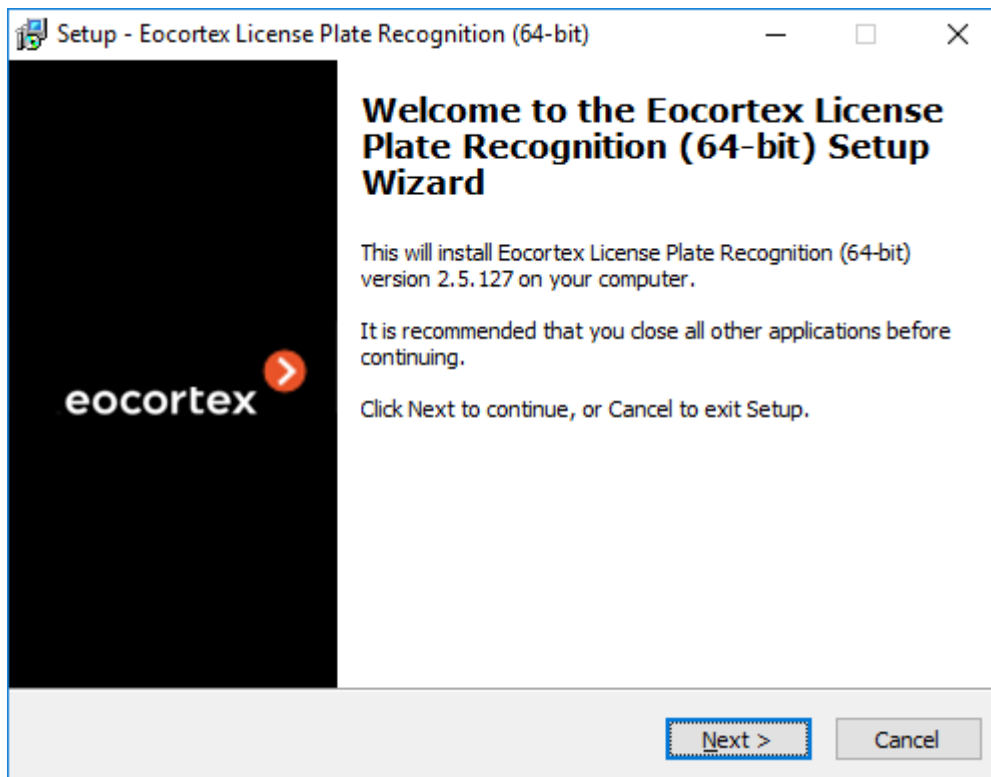 Setup - Eocortex License Plate Recognition (64-bit)
Welcome to the Eocortex License
Plate Recognition (64-bit) Setup
Wizard
This will install Eocortex License Plate Recognition (64-bit)
version 2.5.127 on your computer.
It is recommended that you close all other applications before
continuing.
eocortex
Click Next to continue, or Cancel to exit Setup.
Next >
Cancel